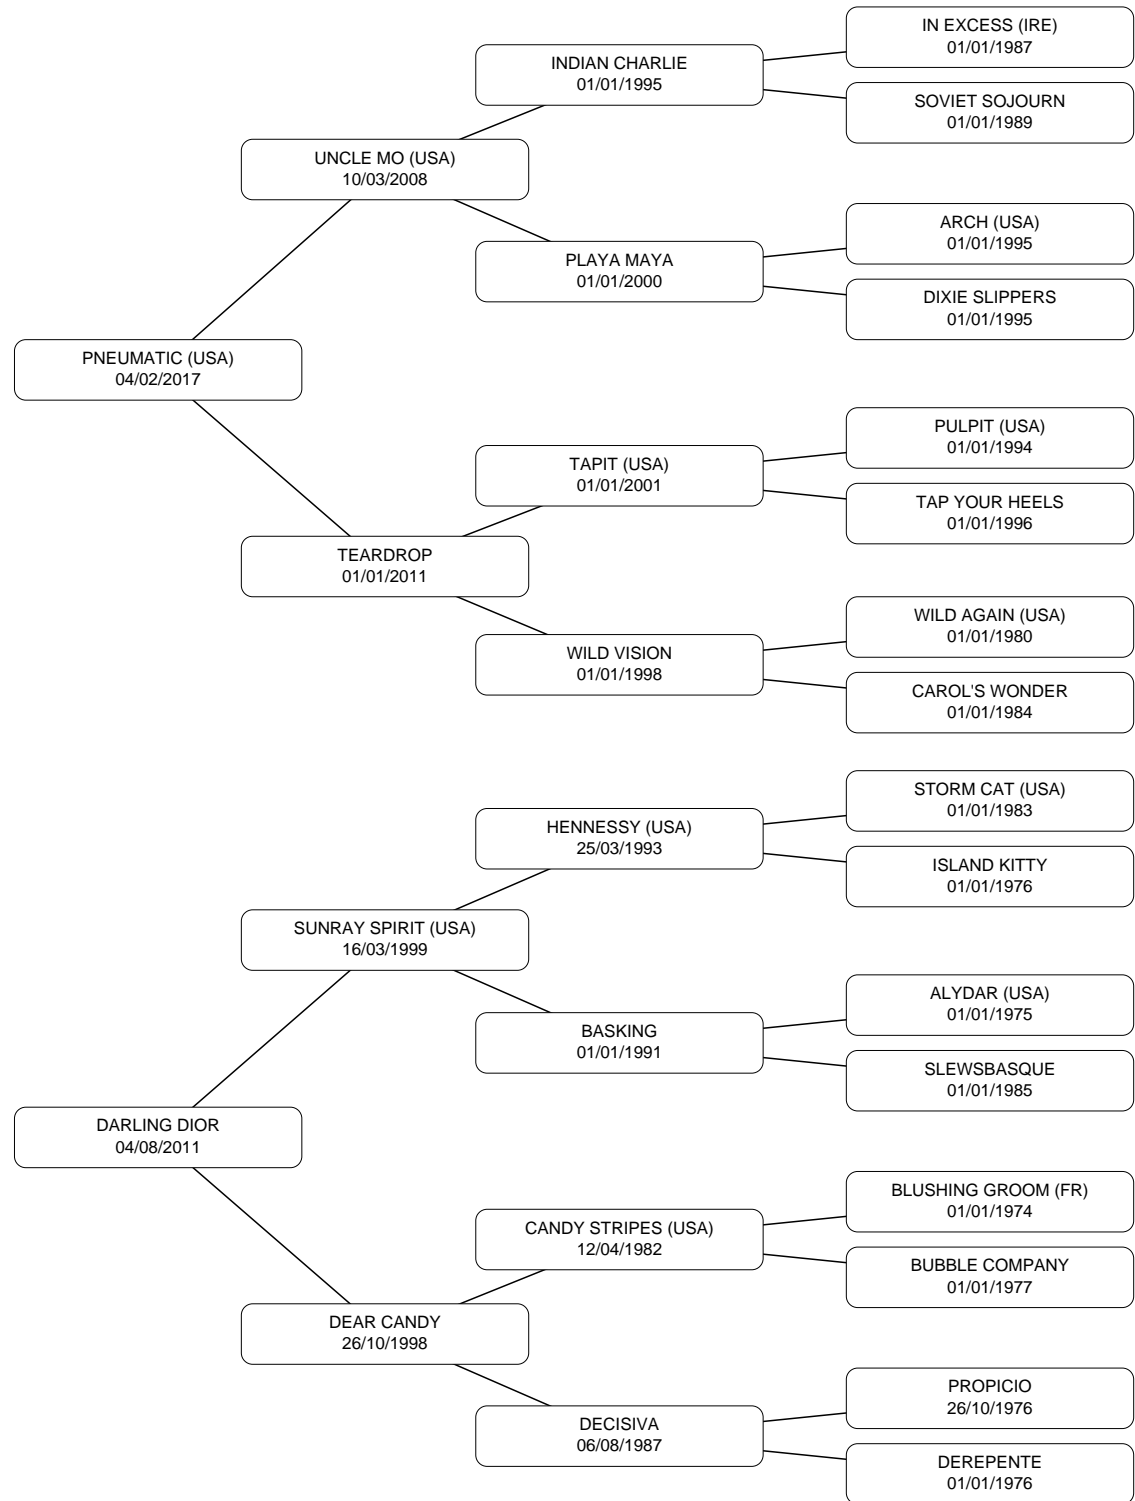 IN EXCESS (IRE)
01/01/1987
INDIAN CHARLIE
01/01/1995
SOVIET SOJOURN
01/01/1989
UNCLE MO (USA)
10/03/2008
ARCH (USA)
01/01/1995
PLAYA MAYA
01/01/2000
DIXIE SLIPPERS
01/01/1995
PNEUMATIC (USA)
04/02/2017
PULPIT (USA)
01/01/1994
TAPIT (USA)
01/01/2001
TAP YOUR HEELS
01/01/1996
TEARDROP
01/01/2011
WILD AGAIN (USA)
01/01/1980
WILD VISION
01/01/1998
CAROL'S WONDER
01/01/1984
STORM CAT (USA)
01/01/1983
HENNESSY (USA)
25/03/1993
ISLAND KITTY
01/01/1976
SUNRAY SPIRIT (USA)
16/03/1999
ALYDAR (USA)
01/01/1975
BASKING
01/01/1991
SLEWSBASQUE
01/01/1985
DARLING DIOR
04/08/2011
BLUSHING GROOM (FR)
01/01/1974
CANDY STRIPES (USA)
12/04/1982
BUBBLE COMPANY
01/01/1977
DEAR CANDY
26/10/1998
PROPICIO
26/10/1976
DECISIVA
06/08/1987
DEREPENTE
01/01/1976